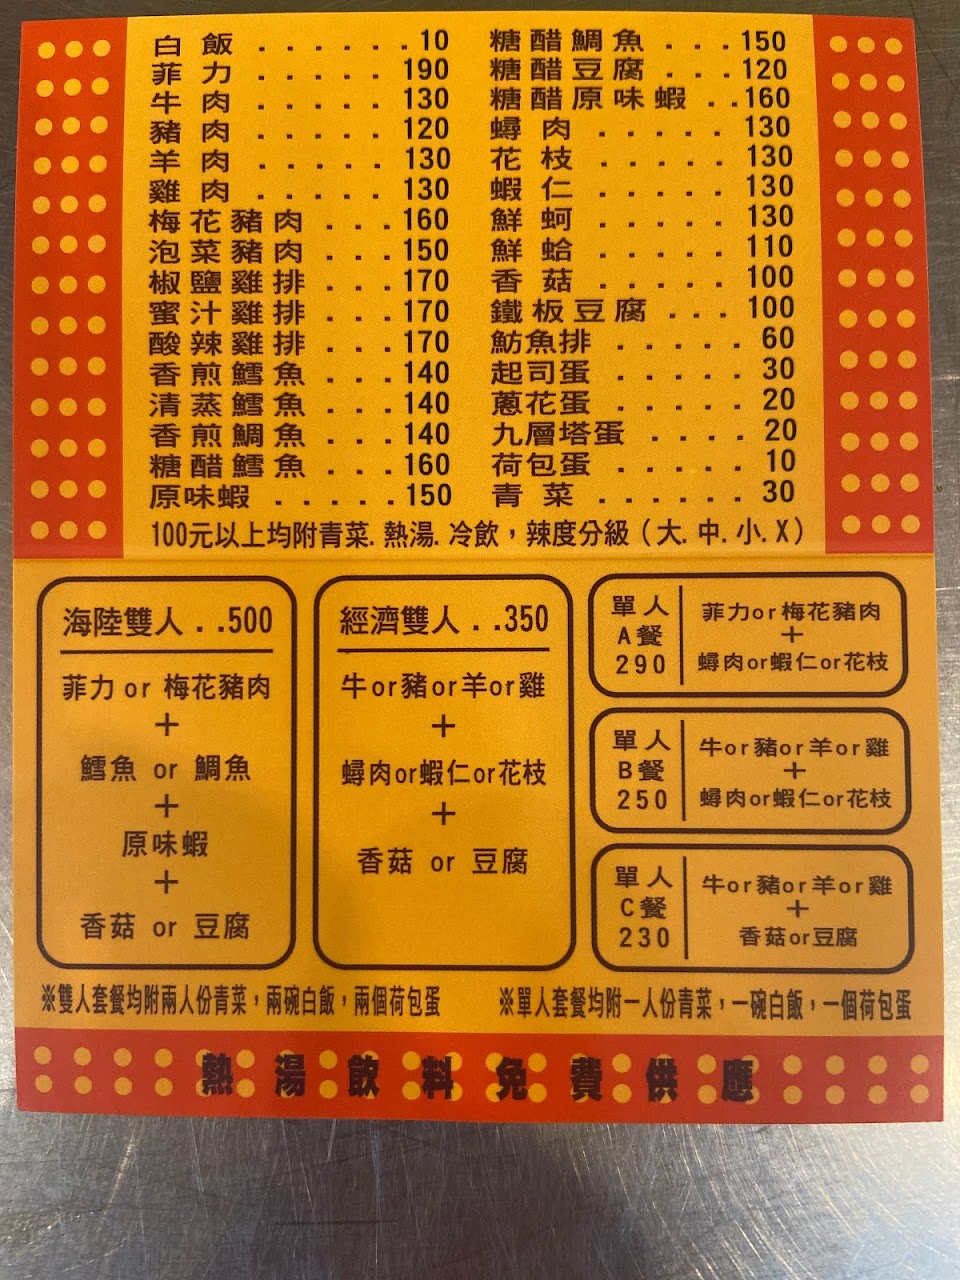 白飯.......10
菲力......190
牛肉......130
豬肉......120
羊肉......130
雞肉......130
梅花豬肉...160
泡菜豬肉...150
椒鹽雞排...170
蜜汁雞排...170
酸辣雞排...170
香煎鱈魚...140
清蒸鱈魚...140
香煎鯛魚...140
糖醋鱈魚...160
原味蝦.....150
糖醋鯛魚...150
糖醋豆腐...120
糖醋原味蝦..160
蟳肉.....130
花枝.....130
蝦仁.....130
鮮蚵.....130
鮮蛤.....110
香菇.....100
鐵板豆腐...100
魴魚排.....60
起司蛋.....30
蔥花蛋.....20
九層塔蛋....20
荷包蛋.....10
青菜.....30
100元以上均附青菜.熱湯.冷飲，辣度分級(大.中.小.X)
海陸雙人..500
菲力or梅花豬肉
+
鱈魚 or 鯛魚
+
原味蝦
+
香菇 or 豆腐
經濟雙人..350
牛or豬or羊or雞
+
蟳肉or蝦仁or花枝
+
香菇 or 豆腐
單人
A餐
290
菲力or梅花豬肉
+
蟳肉or蝦仁or花枝
單人
B餐
250
牛or豬or羊or雞
+
蟳肉or蝦仁or花枝
單人
C餐
230
牛or豬or羊or雞
+
香菇or豆腐
※雙人套餐均附兩人份青菜，兩碗白飯，兩個荷包蛋
※單人套餐均附一人份青菜，一碗白飯，一個荷包蛋
熱湯飲料免費供應